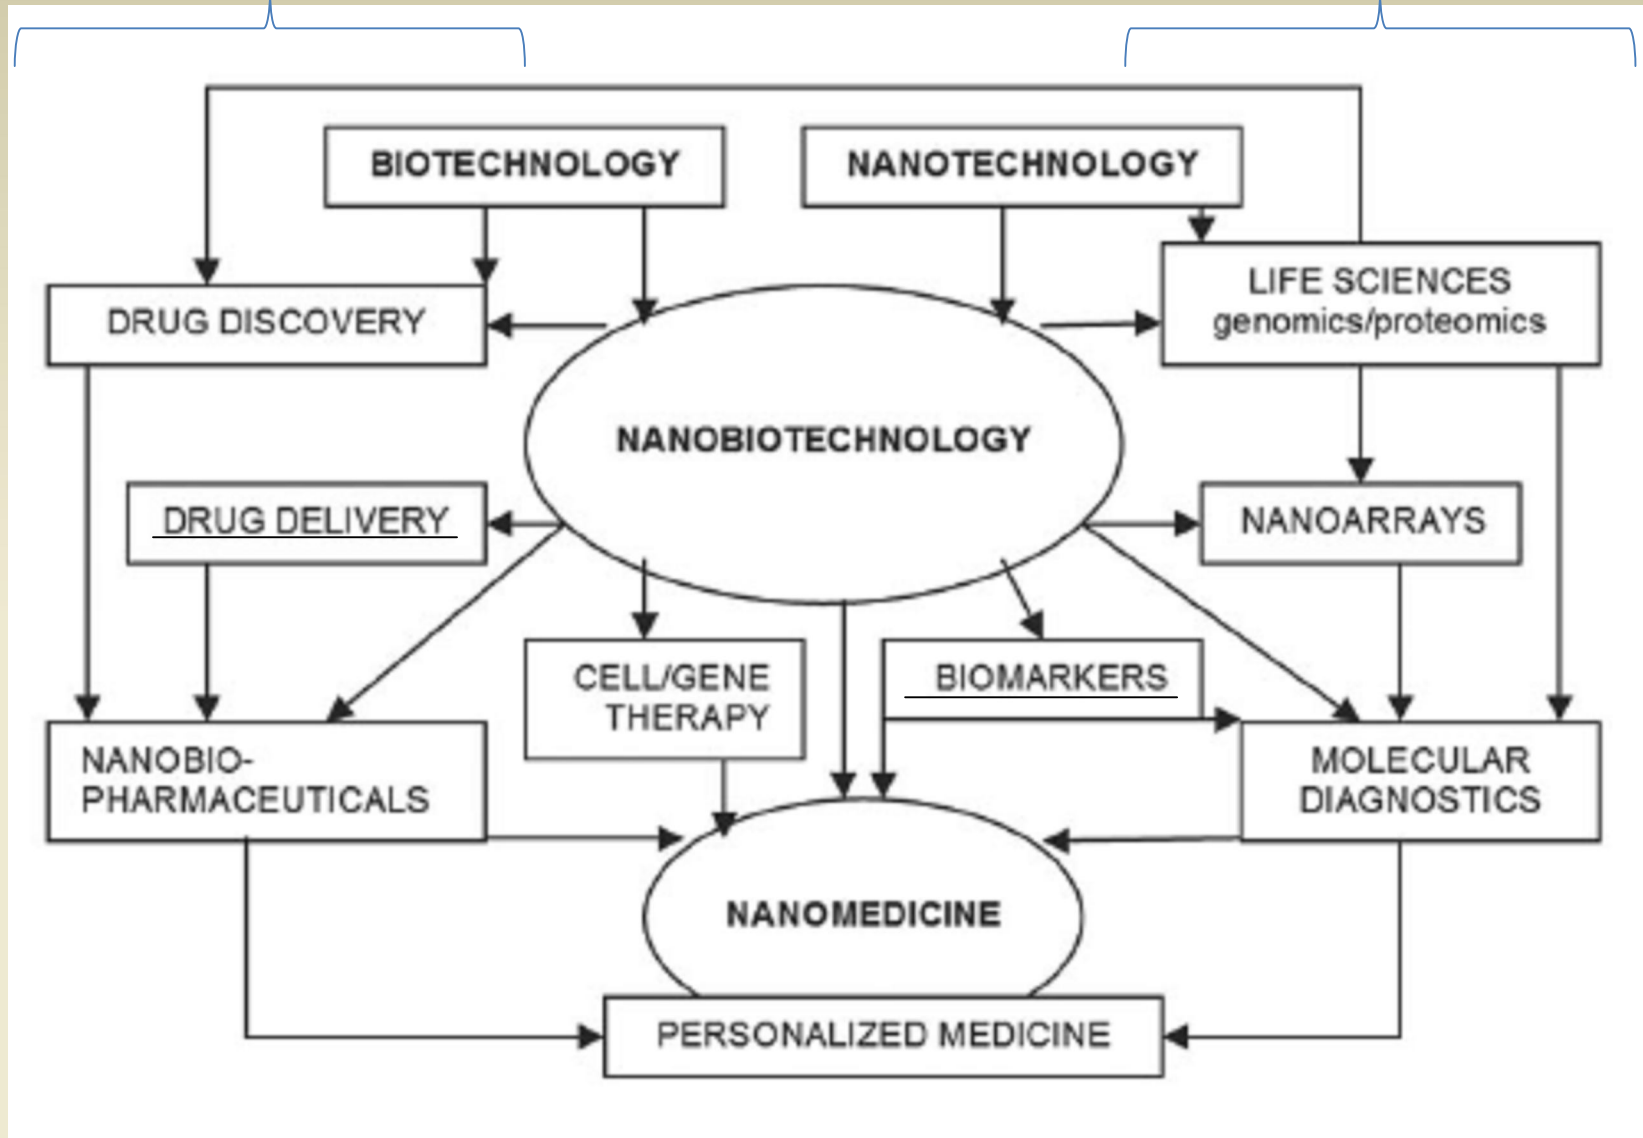 BIOTECHNOLOGY
NANOTECHNOLOGY
LIFE SCIENCES
genomics/proteomics
DRUG DISCOVERY
NANOBIOTECHNOLOGY
DRUG DELIVERY
NANOARRAYS
CELL/GENE
THERAPY
BIOMARKERS
NANOBIO-
PHARMACEUTICALS
MOLECULAR
DIAGNOSTICS
NANOMEDICINE
PERSONALIZED MEDICINE